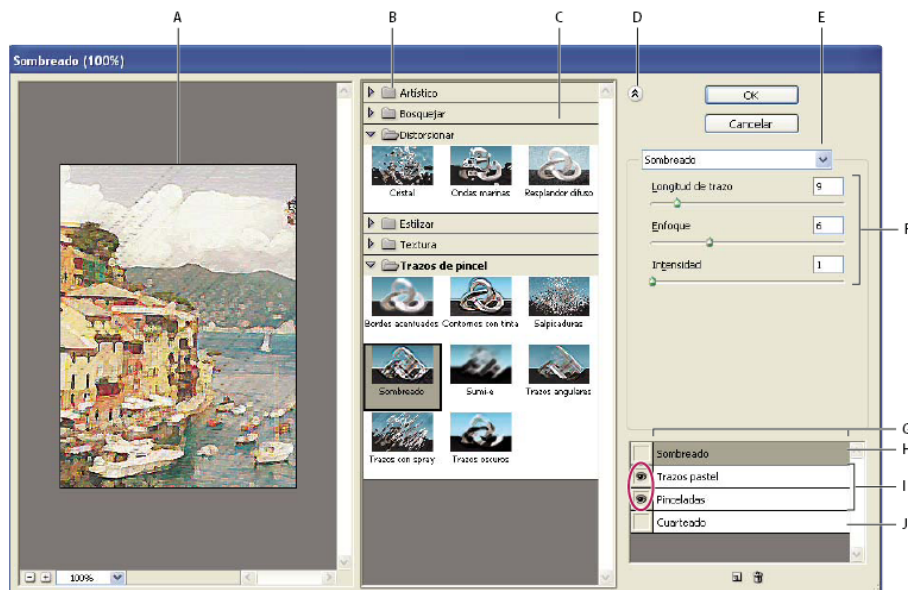 A
B
C
D
E
Sombreado (100%)
100%
Artístico
Bosquejar
Distorsionar
Cristal
Ondas marinas
Resplandor difuso
Estilizar
Textura
Trazos de pincel
Bordes acentuados
Contornos con tinta
Salpicaduras
Sombreado
Sumi-e
Trazos angulares
Trazos con spray
Trazos oscuros
OK
Cancelar
Sombreado
Longitud de trazo 9
Enfoque 6
Intensidad 1
F
G
Sombreado
H
Trazos pastel
I
Pinceladas
Cuarteado
J